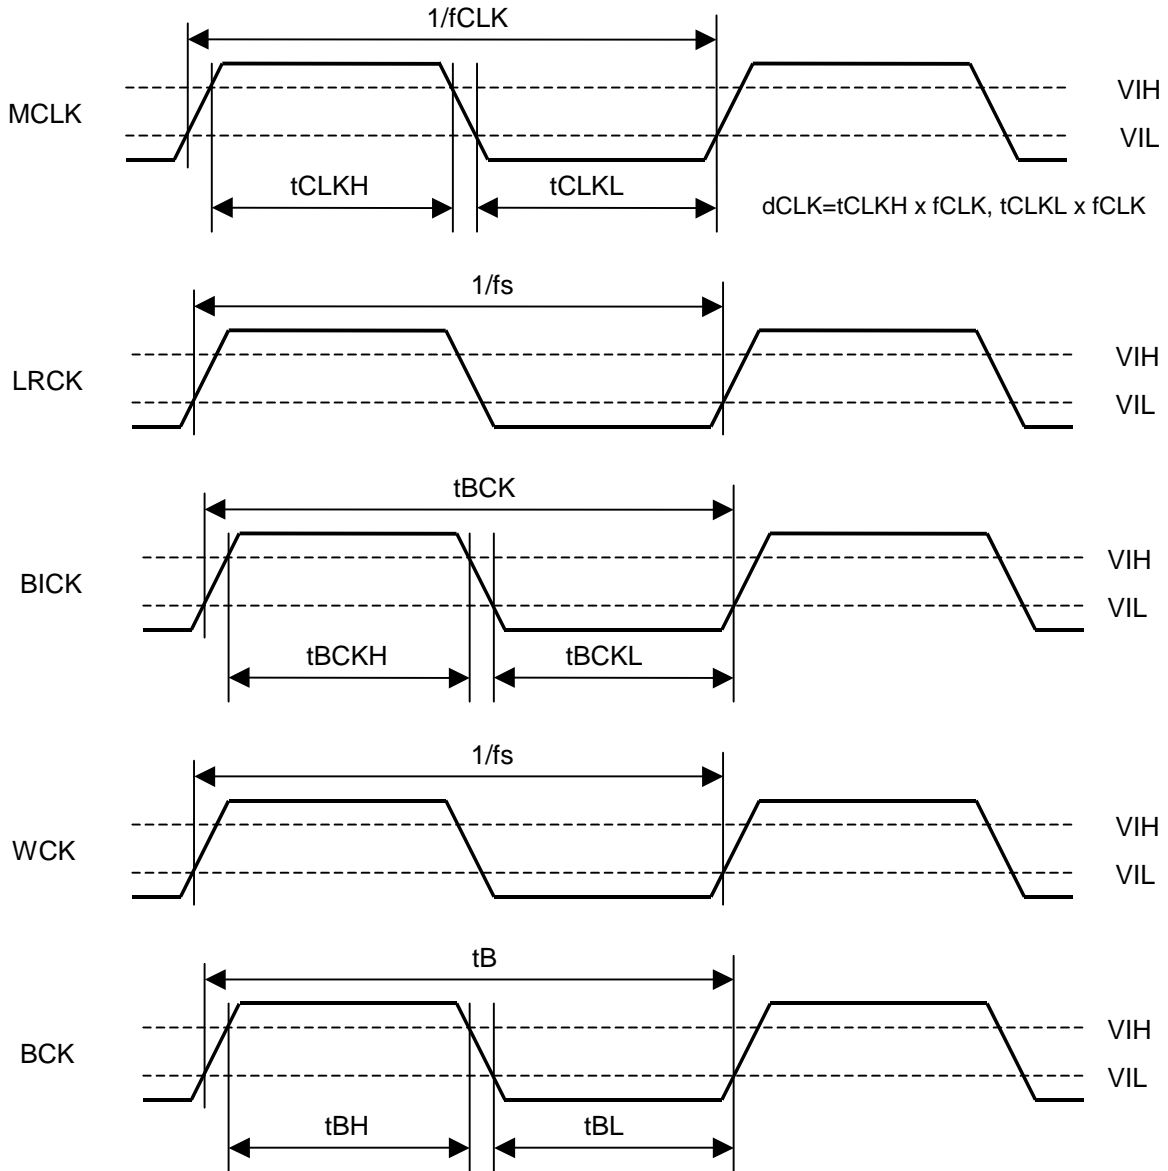 1/fCLK
MCLK
VIH
VIL
tCLKH
tCLKL
dCLK=tCLKH x fCLK, tCLKL x fCLK
1/fs
LRCK
VIH
VIL
tBCK
BICK
VIH
VIL
tBCKH
tBCKL
1/fs
WCK
VIH
VIL
tB
BCK
VIH
VIL
tBH
tBL